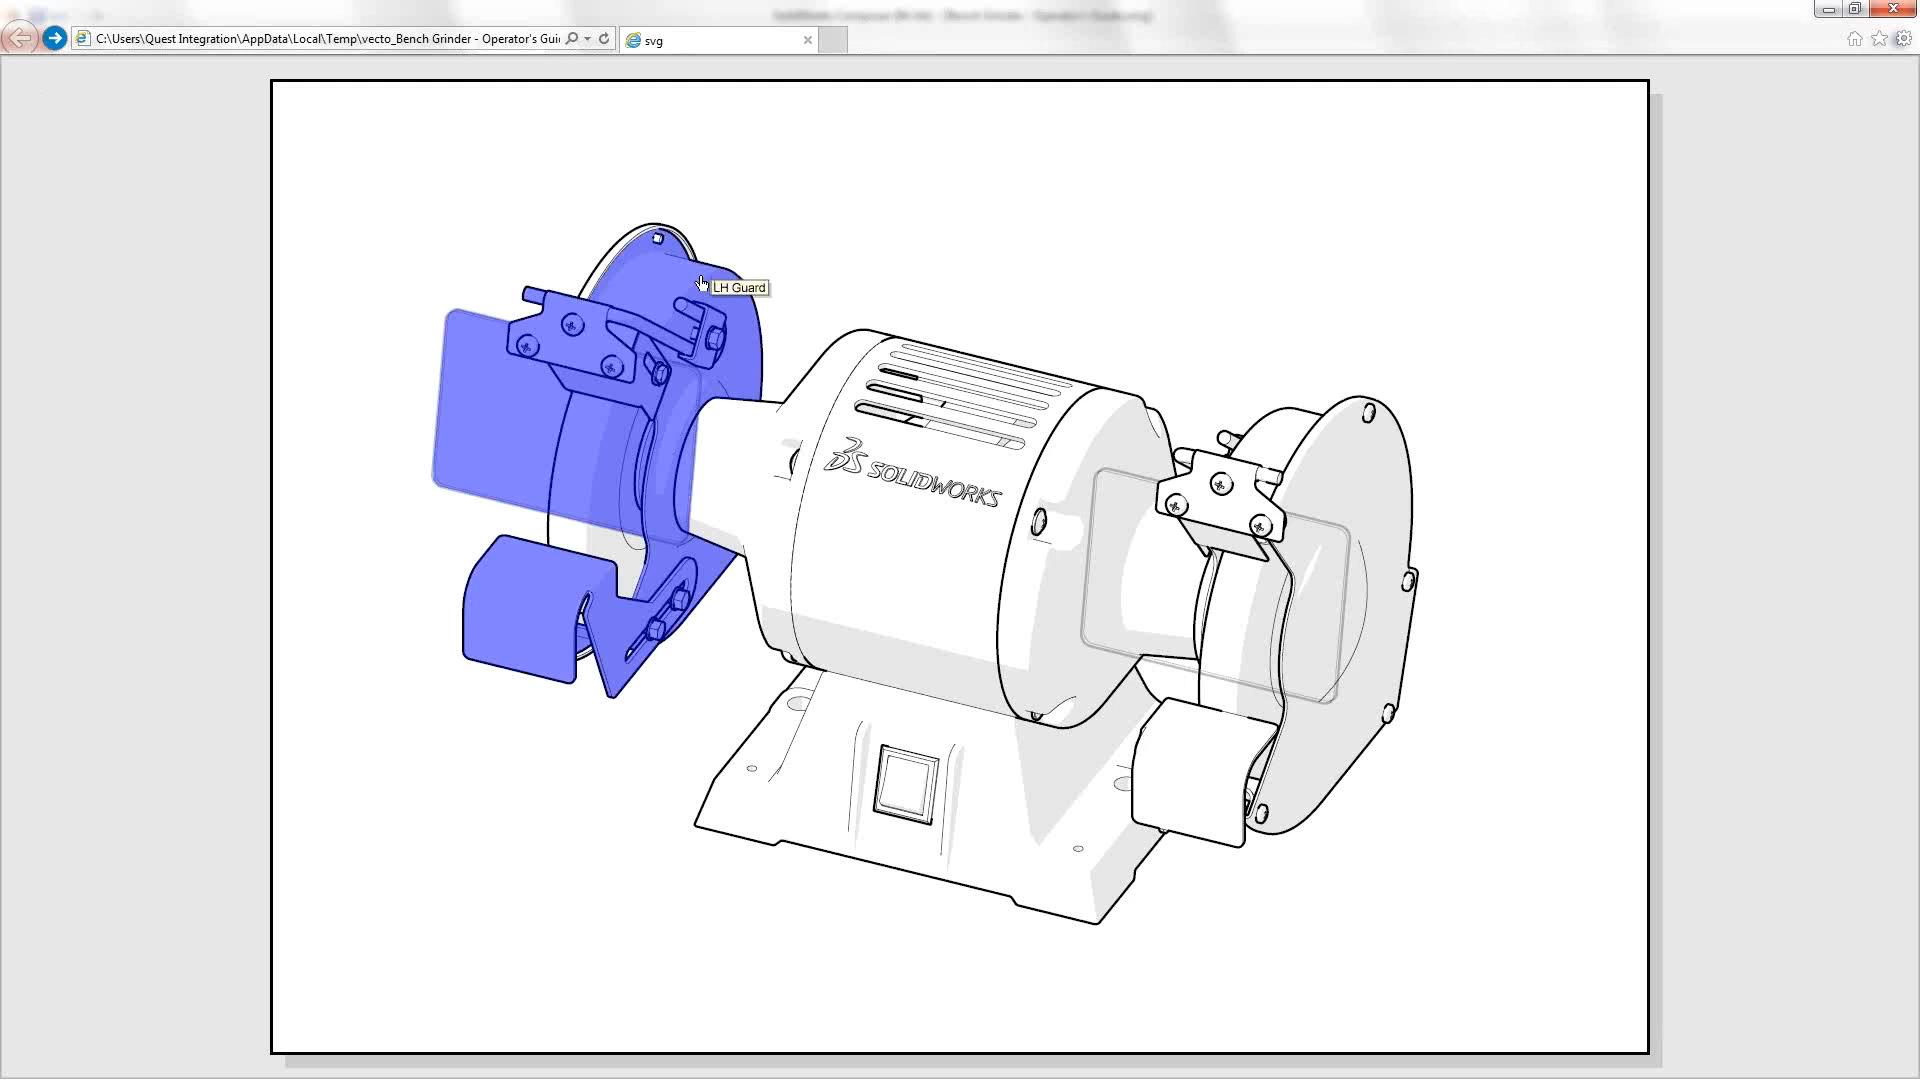 C:\Users\Quest Integration\AppData\Local\Temp\vecto_Bench Grinder - Operator's Gui
svg
LH Guard
SOLIDWORKS